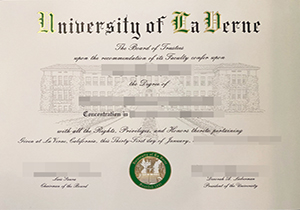 University of La Verne
The Board of Trustees
upon the recommendation of its Faculty confer upon
the Degree of
Concentration in
with all the Rights, Privileges, and Honors thereto pertaining
Given at La Verne, California, this Thirty-first day of January,
Chairman of the Board
President of the University